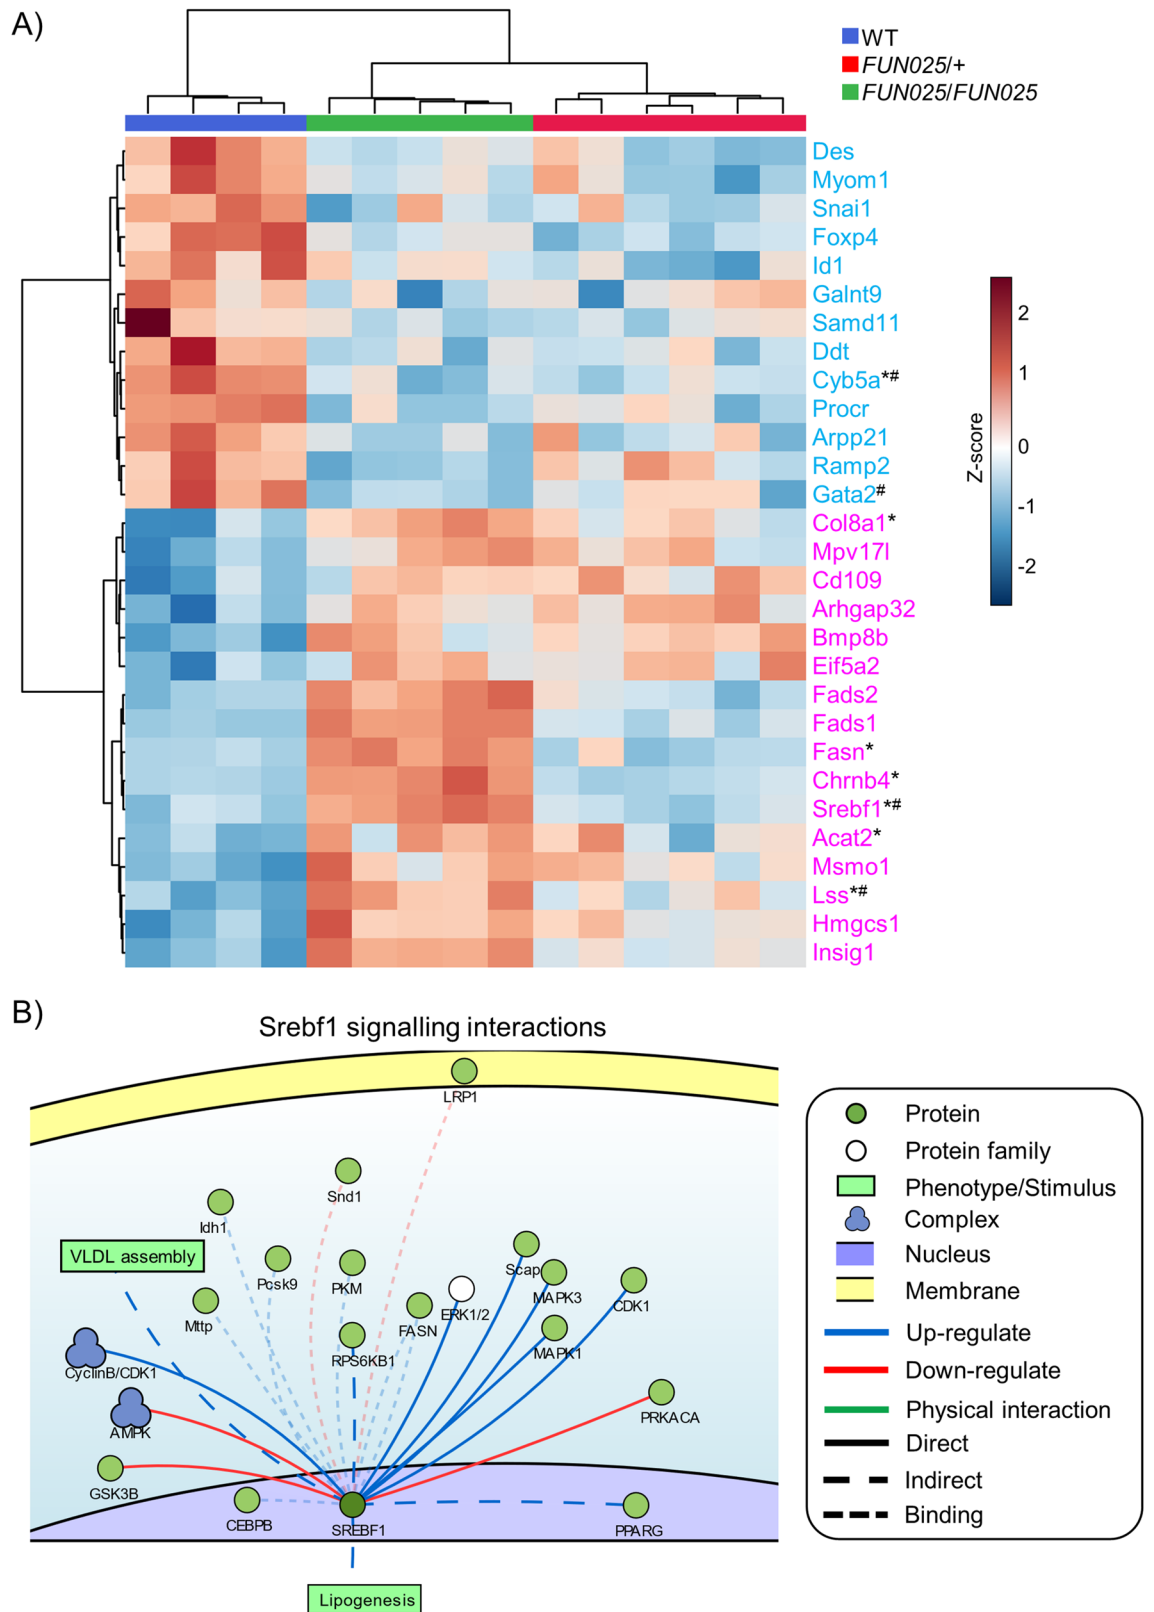 A)
WT
FUN025/+
FUN025/FUN025
Des
Myom1
Snai1
Foxp4
Id1
Galnt9
Samd11
Ddt
Cyb5a*#
Procr
Arpp21
Ramp2
Gata2#
Col8a1*
Mpv17l
Cd109
Arhgap32
Bmp8b
Eif5a2
Fads2
Fads1
Fasn*
Chrnb4*
Srebf1*#
Acat2*
Msmo1
Lss*#
Hmgcs1
Insig1
Z-score
2
1
0
-1
-2
B)
Srebf1 signalling interactions
LRP1
Snd1
Idh1
VLDL assembly
Pcsk9
PKM
Scap
MAPK3
CDK1
Mttp
FASN
ERK1/2
RPS6KB1
MAPK1
CyclinB/CDK1
AMPK
PRKACA
GSK3B
CEBPB
SREBF1
PPARG
Lipogenesis
Protein
Protein family
Phenotype/Stimulus
Complex
Nucleus
Membrane
Up-regulate
Down-regulate
Physical interaction
Direct
Indirect
Binding